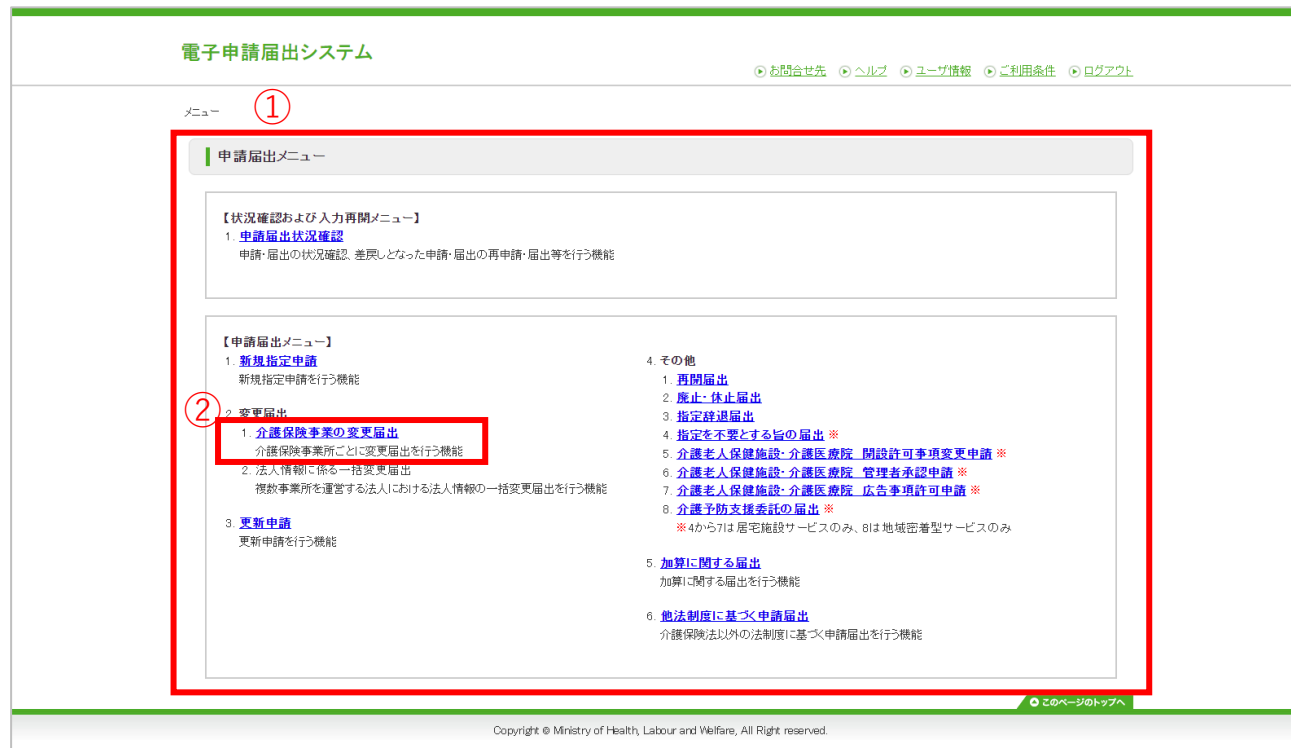 電子申請届出システム
お問合せ先 ヘルプ ユーザ情報 ご利用条件 ログアウト
メニュー
①
申請届出メニュー
【状況確認および入力再開メニュー】
1. 申請届出状況確認
申請・届出の状況確認、差戻しとなった申請・届出の再申請・届出等を行う機能
【申請届出メニュー】
1. 新規指定申請
新規指定申請を行う機能
②
2. 変更届出
1. 介護保険事業の変更届出
介護保険事業所ごとに変更届出を行う機能
2. 法人情報に係る一括変更届出
複数事業所を運営する法人における法人情報の一括変更届出を行う機能
3. 更新申請
更新申請を行う機能
4. その他
1. 再開届出
2. 廃止・休止届出
3. 指定辞退届出
4. 指定を不要とする旨の届出 ※
5. 介護老人保健施設・介護医療院 開設許可事項変更申請 ※
6. 介護老人保健施設・介護医療院 管理者承認申請 ※
7. 介護老人保健施設・介護医療院 広告事項許可申請 ※
8. 介護予防支援委託の届出 ※
※4から7は居宅施設サービスのみ、8は地域密着型サービスのみ
5. 加算に関する届出
加算に関する届出を行う機能
6. 他法制度に基づく申請届出
介護保険法以外の法制度に基づく申請届出を行う機能
このページのトップへ
Copyright © Ministry of Health, Labour and Welfare, All Right reserved.